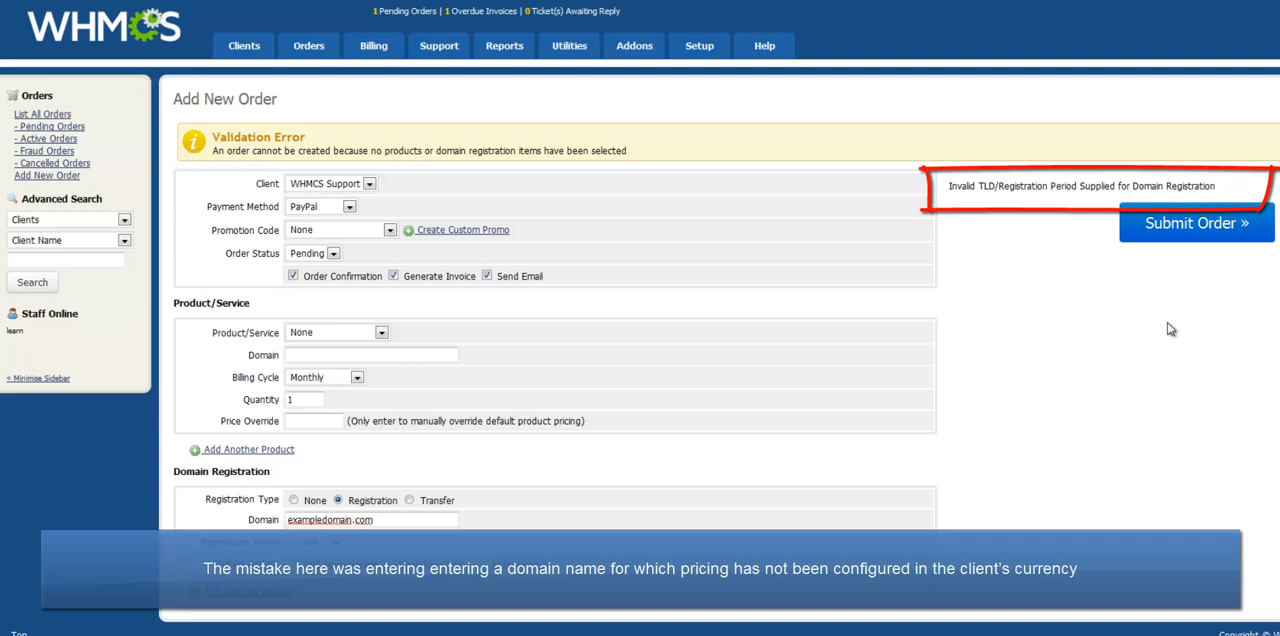 WHMCS
1 Pending Orders | 1 Overdue Invoices | 0 Ticket(s) Awaiting Reply
Clients Orders Billing Support Reports Utilities Addons Setup Help
Orders
List All Orders
- Pending Orders
- Active Orders
- Fraud Orders
- Cancelled Orders
Add New Order
Advanced Search
Clients
Client Name
Search
Staff Online
learn
« Minimise Sidebar
Add New Order
Validation Error
An order cannot be created because no products or domain registration items have been selected
Client WHMCS Support
Payment Method PayPal
Promotion Code None Create Custom Promo
Order Status Pending
Order Confirmation Generate Invoice Send Email
Invalid TLD/Registration Period Supplied for Domain Registration
Submit Order »
Product/Service
Product/Service None
Domain
Billing Cycle Monthly
Quantity 1
Price Override (Only enter to manually override default product pricing)
Add Another Product
Domain Registration
Registration Type None Registration Transfer
Domain exampledomain.com
The mistake here was entering entering a domain name for which pricing has not been configured in the client's currency
Top